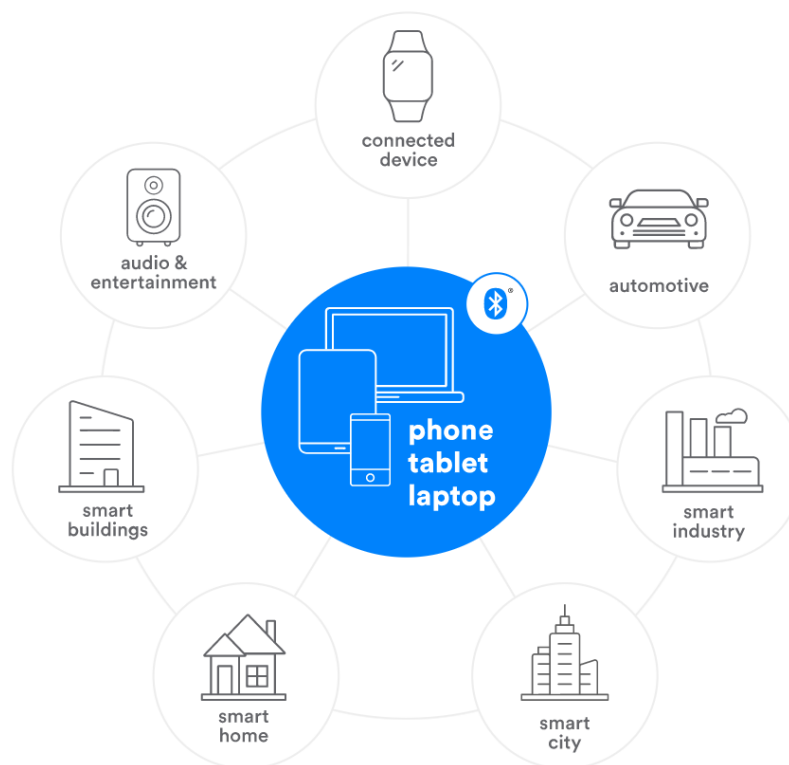 connected
device
audio &
entertainment
automotive
®
phone
tablet
laptop
smart
buildings
smart
industry
smart
home
smart
city